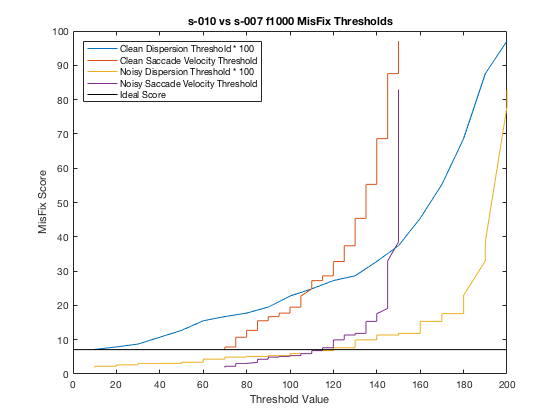 s-010 vs s-007 f1000 MisFix Thresholds
100
90
80
70
60
50
40
30
20
10
0
MisFix Score
Clean Dispersion Threshold * 100
Clean Saccade Velocity Threshold
Noisy Dispersion Threshold * 100
Noisy Saccade Velocity Threshold
Ideal Score
0 20 40 60 80 100 120 140 160 180 200
Threshold Value